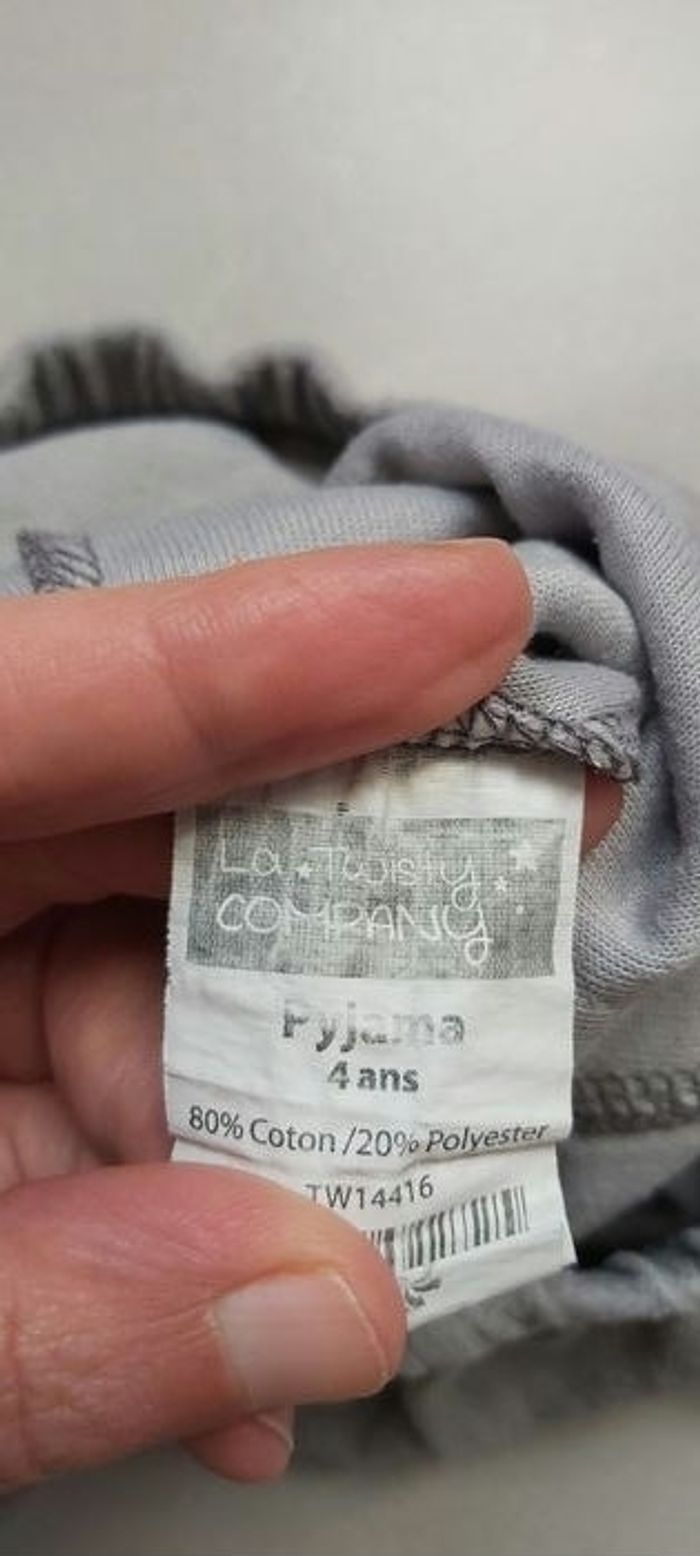 La Twisty
COMPANY
Pyjama
4 ans
80% Coton /20% Polyester
TW14416